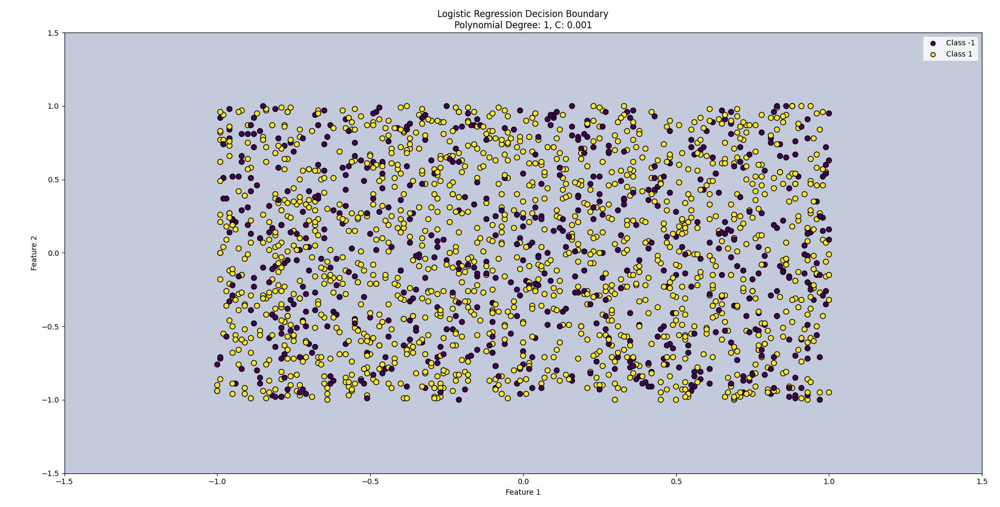 Logistic Regression Decision Boundary
Polynomial Degree: 1, C: 0.001
Class -1
Class 1
1.5
1.0
0.5
0.0
−0.5
−1.0
−1.5
Feature 2
−1.5 −1.0 −0.5 0.0 0.5 1.0 1.5
Feature 1